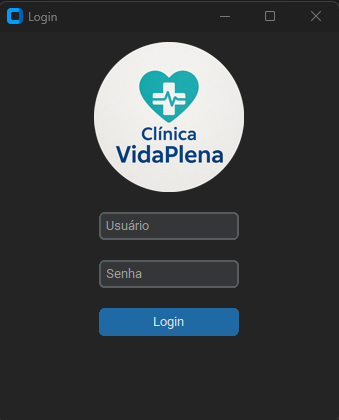 Login
Clínica
VidaPlena
Usuário
Senha
Login